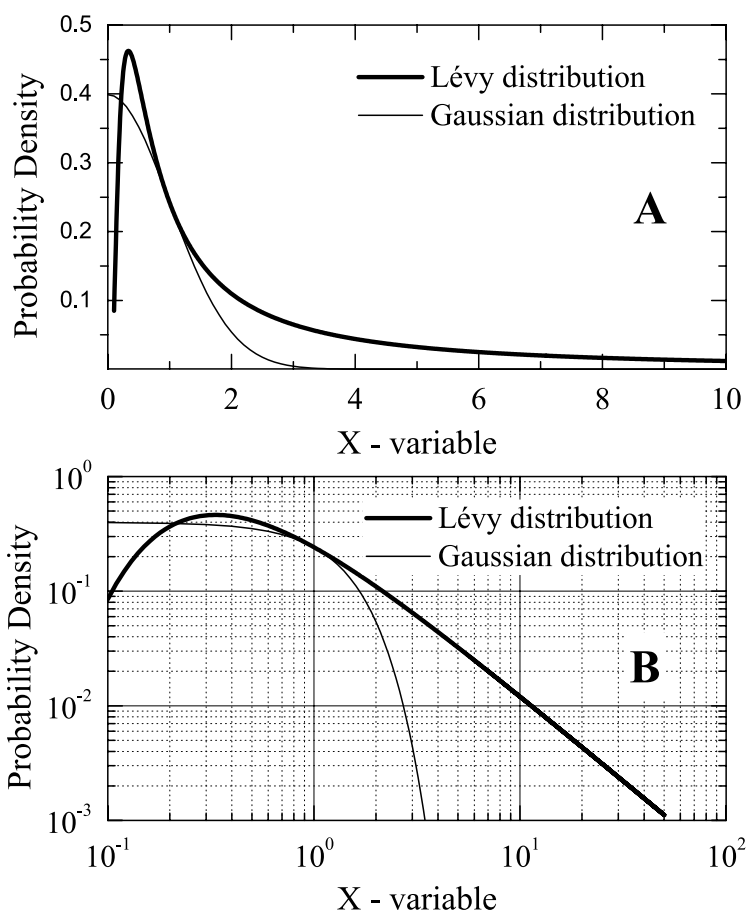 0.5
0.4
0.3
0.2
0.1
Probability Density
Lévy distribution
Gaussian distribution
A
0 2 4 6 8 10
X - variable
10^0
10^-1
10^-2
10^-3
Probability Density
Lévy distribution
Gaussian distribution
B
10^-1 10^0 10^1 10^2
X - variable